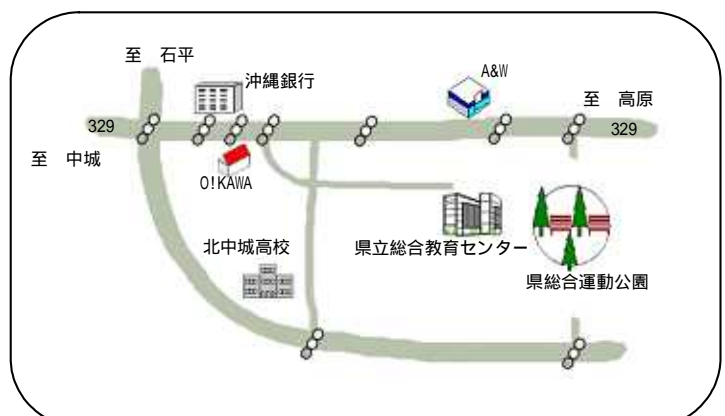 至　石平
沖縄銀行
A&W
至　高原
329
329
至　中城
O!KAWA
北中城高校
県立総合教育センター
県総合運動公園